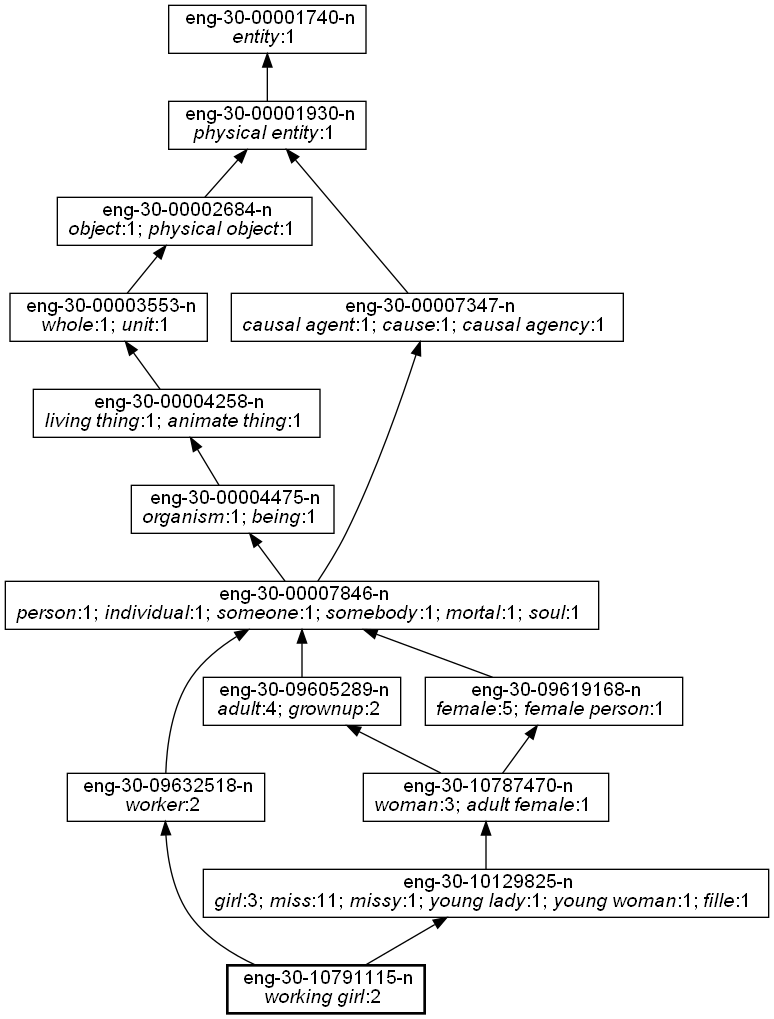 eng-30-00001740-n
entity:1
eng-30-00001930-n
physical entity:1
eng-30-00002684-n
object:1; physical object:1
eng-30-00003553-n
whole:1; unit:1
eng-30-00007347-n
causal agent:1; cause:1; causal agency:1
eng-30-00004258-n
living thing:1; animate thing:1
eng-30-00004475-n
organism:1; being:1
eng-30-00007846-n
person:1; individual:1; someone:1; somebody:1; mortal:1; soul:1
eng-30-09605289-n
adult:4; grownup:2
eng-30-09619168-n
female:5; female person:1
eng-30-09632518-n
worker:2
eng-30-10787470-n
woman:3; adult female:1
eng-30-10129825-n
girl:3; miss:11; missy:1; young lady:1; young woman:1; fille:1
eng-30-10791115-n
working girl:2